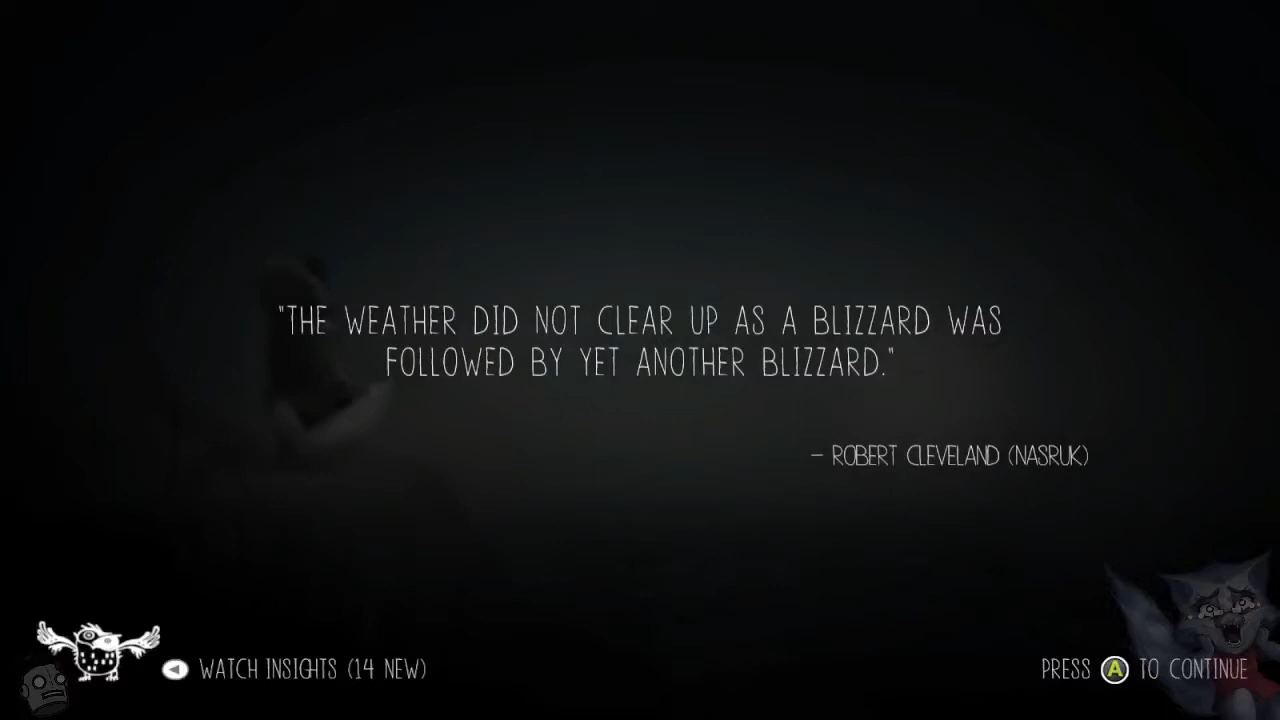 "THE WEATHER DID NOT CLEAR UP AS A BLIZZARD WAS
FOLLOWED BY YET ANOTHER BLIZZARD."
– ROBERT CLEVELAND (NASRUK)
WATCH INSIGHTS (14 NEW)
PRESS A TO CONTINUE